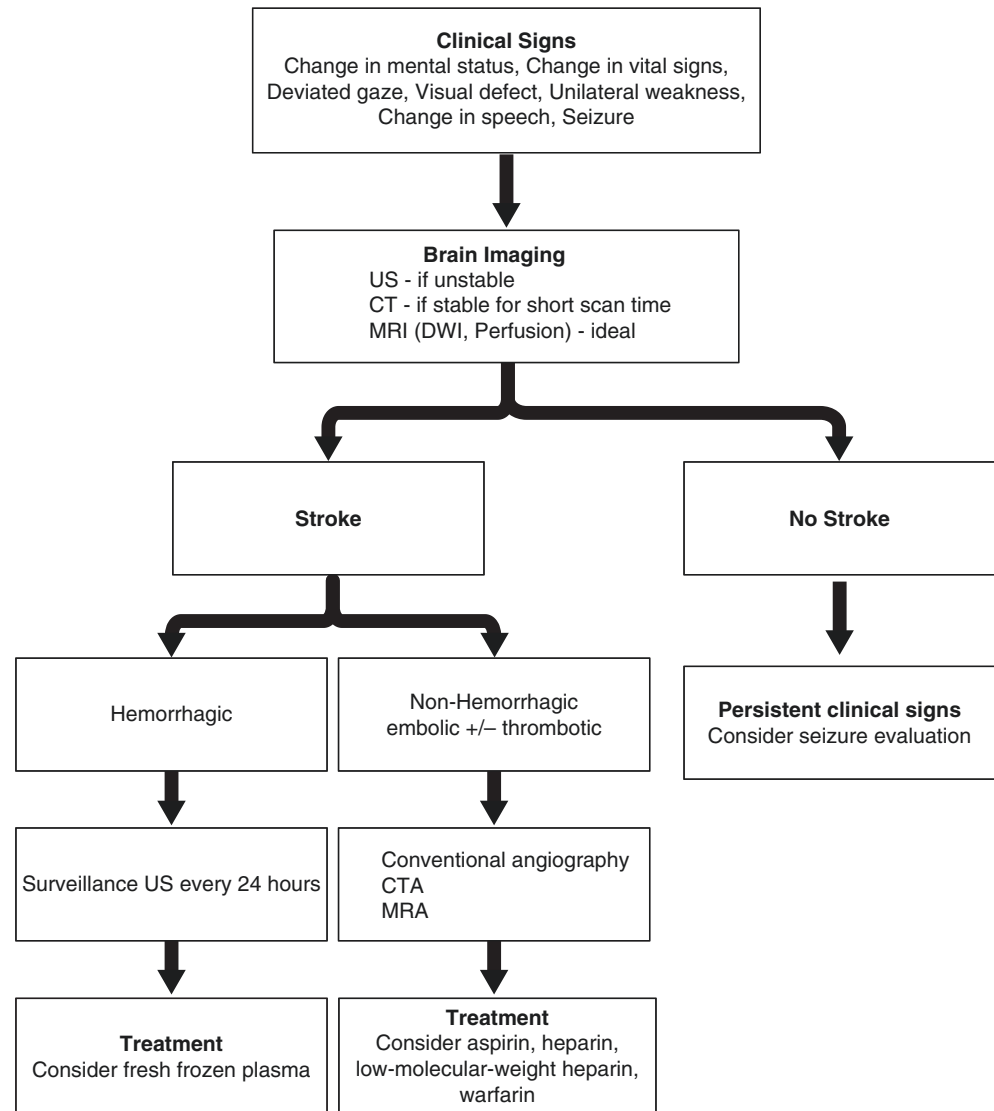 Clinical Signs
Change in mental status, Change in vital signs,
Deviated gaze, Visual defect, Unilateral weakness,
Change in speech, Seizure
Brain Imaging
US - if unstable
CT - if stable for short scan time
MRI (DWI, Perfusion) - ideal
Stroke
No Stroke
Hemorrhagic
Non-Hemorrhagic
embolic +/– thrombotic
Persistent clinical signs
Consider seizure evaluation
Surveillance US every 24 hours
Conventional angiography
CTA
MRA
Treatment
Consider fresh frozen plasma
Treatment
Consider aspirin, heparin,
low-molecular-weight heparin,
warfarin